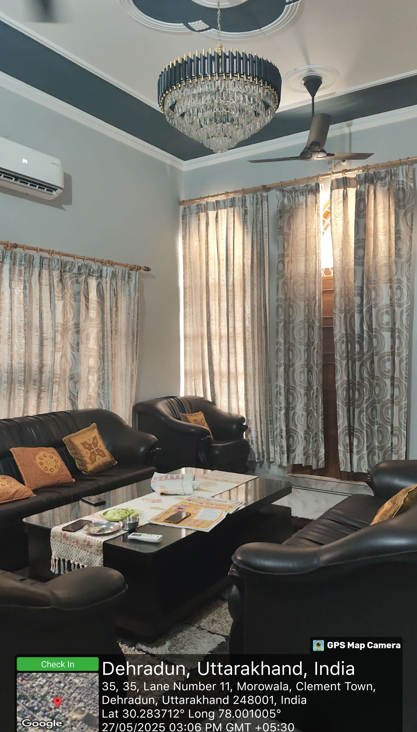 GPS Map Camera
Check In
Dehradun, Uttarakhand, India
35, 35, Lane Number 11, Morowala, Clement Town,
Dehradun, Uttarakhand 248001, India
Lat 30.283712° Long 78.001005°
27/05/2025 03:06 PM GMT +05:30
Google